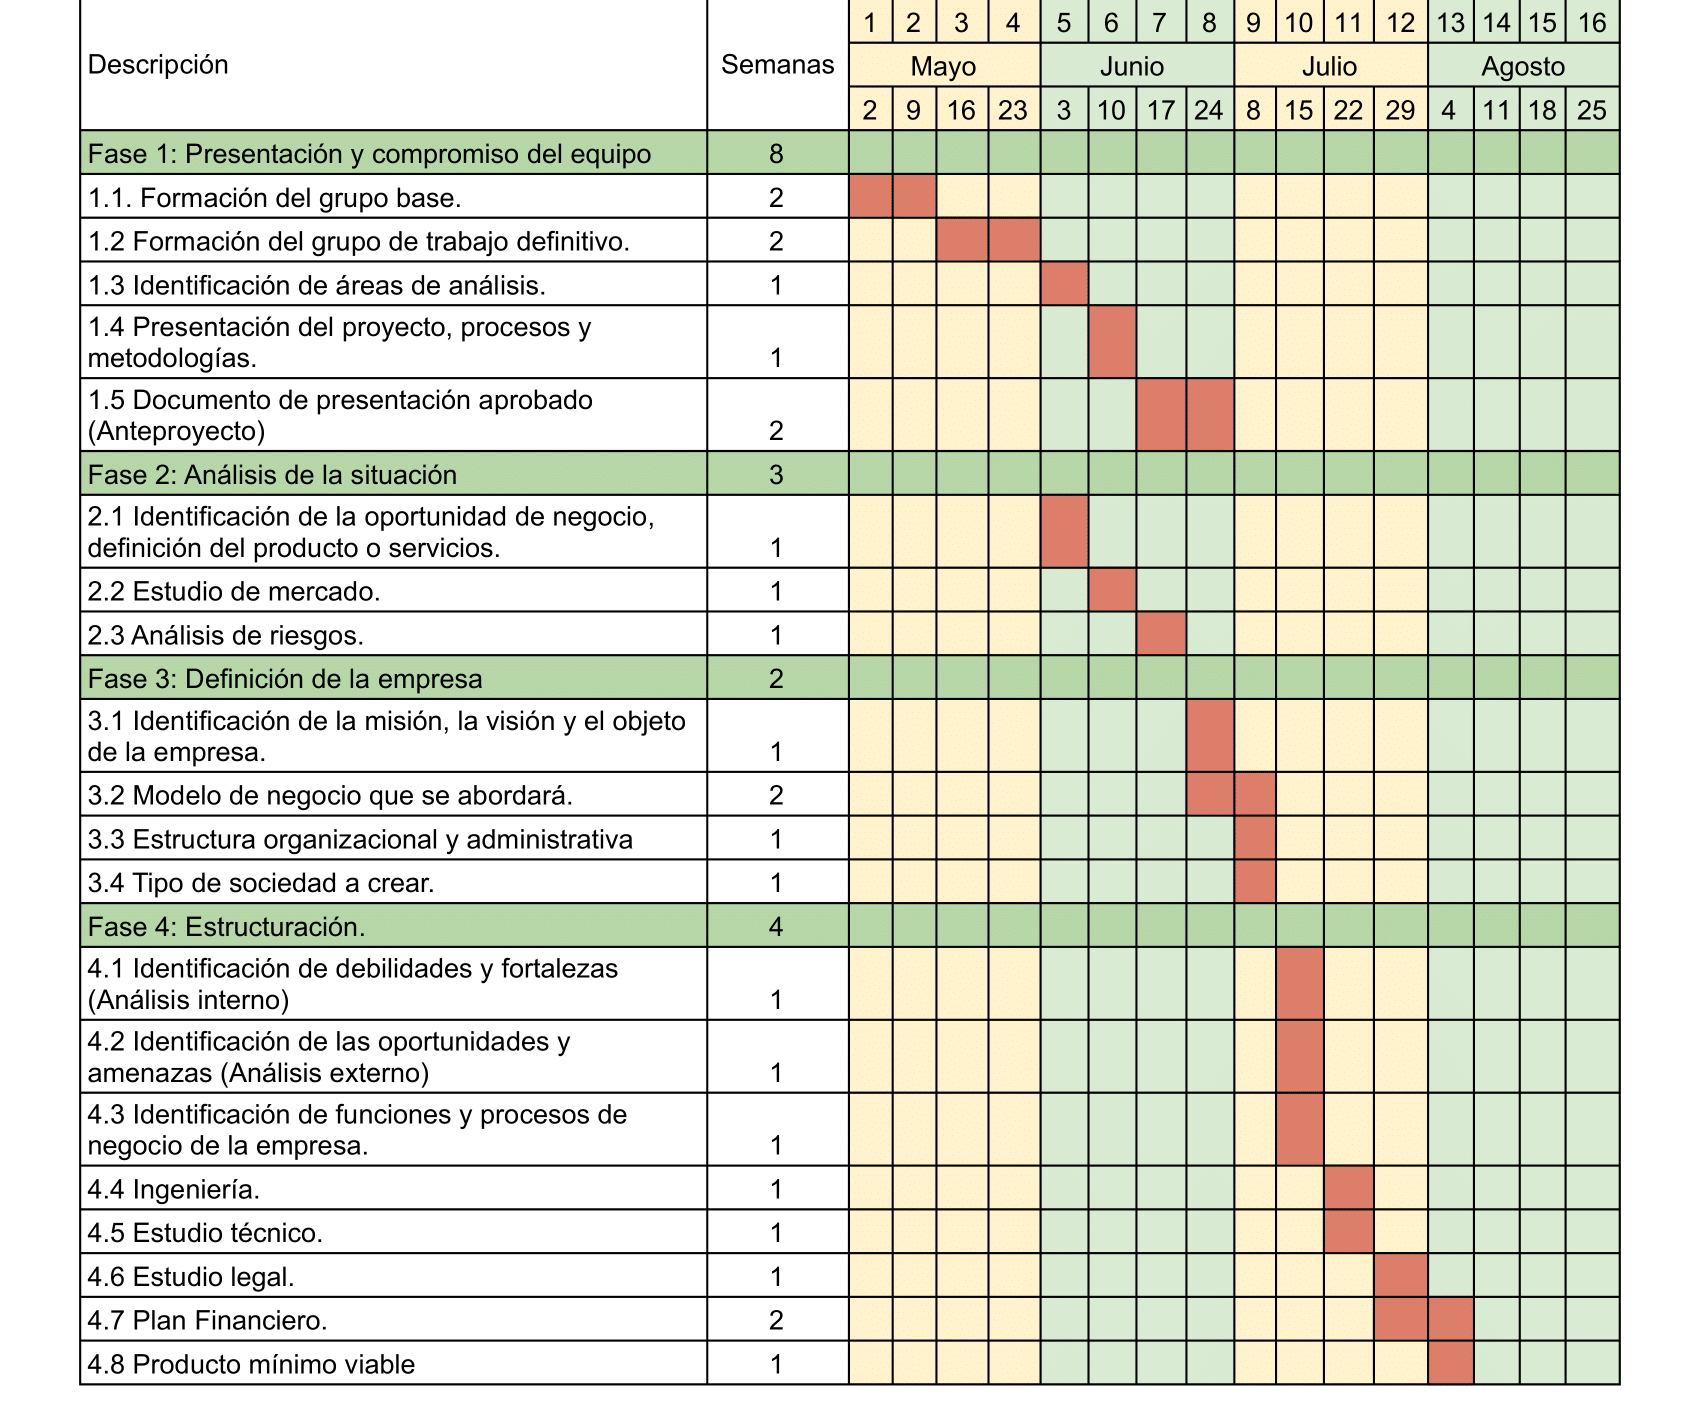 1 2 3 4 5 6 7 8 9 10 11 12 13 14 15 16
Descripción Semanas Mayo Junio Julio Agosto
2 9 16 23 3 10 17 24 8 15 22 29 4 11 18 25
Fase 1: Presentación y compromiso del equipo 8
1.1. Formación del grupo base. 2
1.2 Formación del grupo de trabajo definitivo. 2
1.3 Identificación de áreas de análisis. 1
1.4 Presentación del proyecto, procesos y
metodologías. 1
1.5 Documento de presentación aprobado
(Anteproyecto) 2
Fase 2: Análisis de la situación 3
2.1 Identificación de la oportunidad de negocio,
definición del producto o servicios. 1
2.2 Estudio de mercado. 1
2.3 Análisis de riesgos. 1
Fase 3: Definición de la empresa 2
3.1 Identificación de la misión, la visión y el objeto
de la empresa. 1
3.2 Modelo de negocio que se abordará. 2
3.3 Estructura organizacional y administrativa 1
3.4 Tipo de sociedad a crear. 1
Fase 4: Estructuración. 4
4.1 Identificación de debilidades y fortalezas
(Análisis interno) 1
4.2 Identificación de las oportunidades y
amenazas (Análisis externo) 1
4.3 Identificación de funciones y procesos de
negocio de la empresa. 1
4.4 Ingeniería. 1
4.5 Estudio técnico. 1
4.6 Estudio legal. 1
4.7 Plan Financiero. 2
4.8 Producto mínimo viable 1